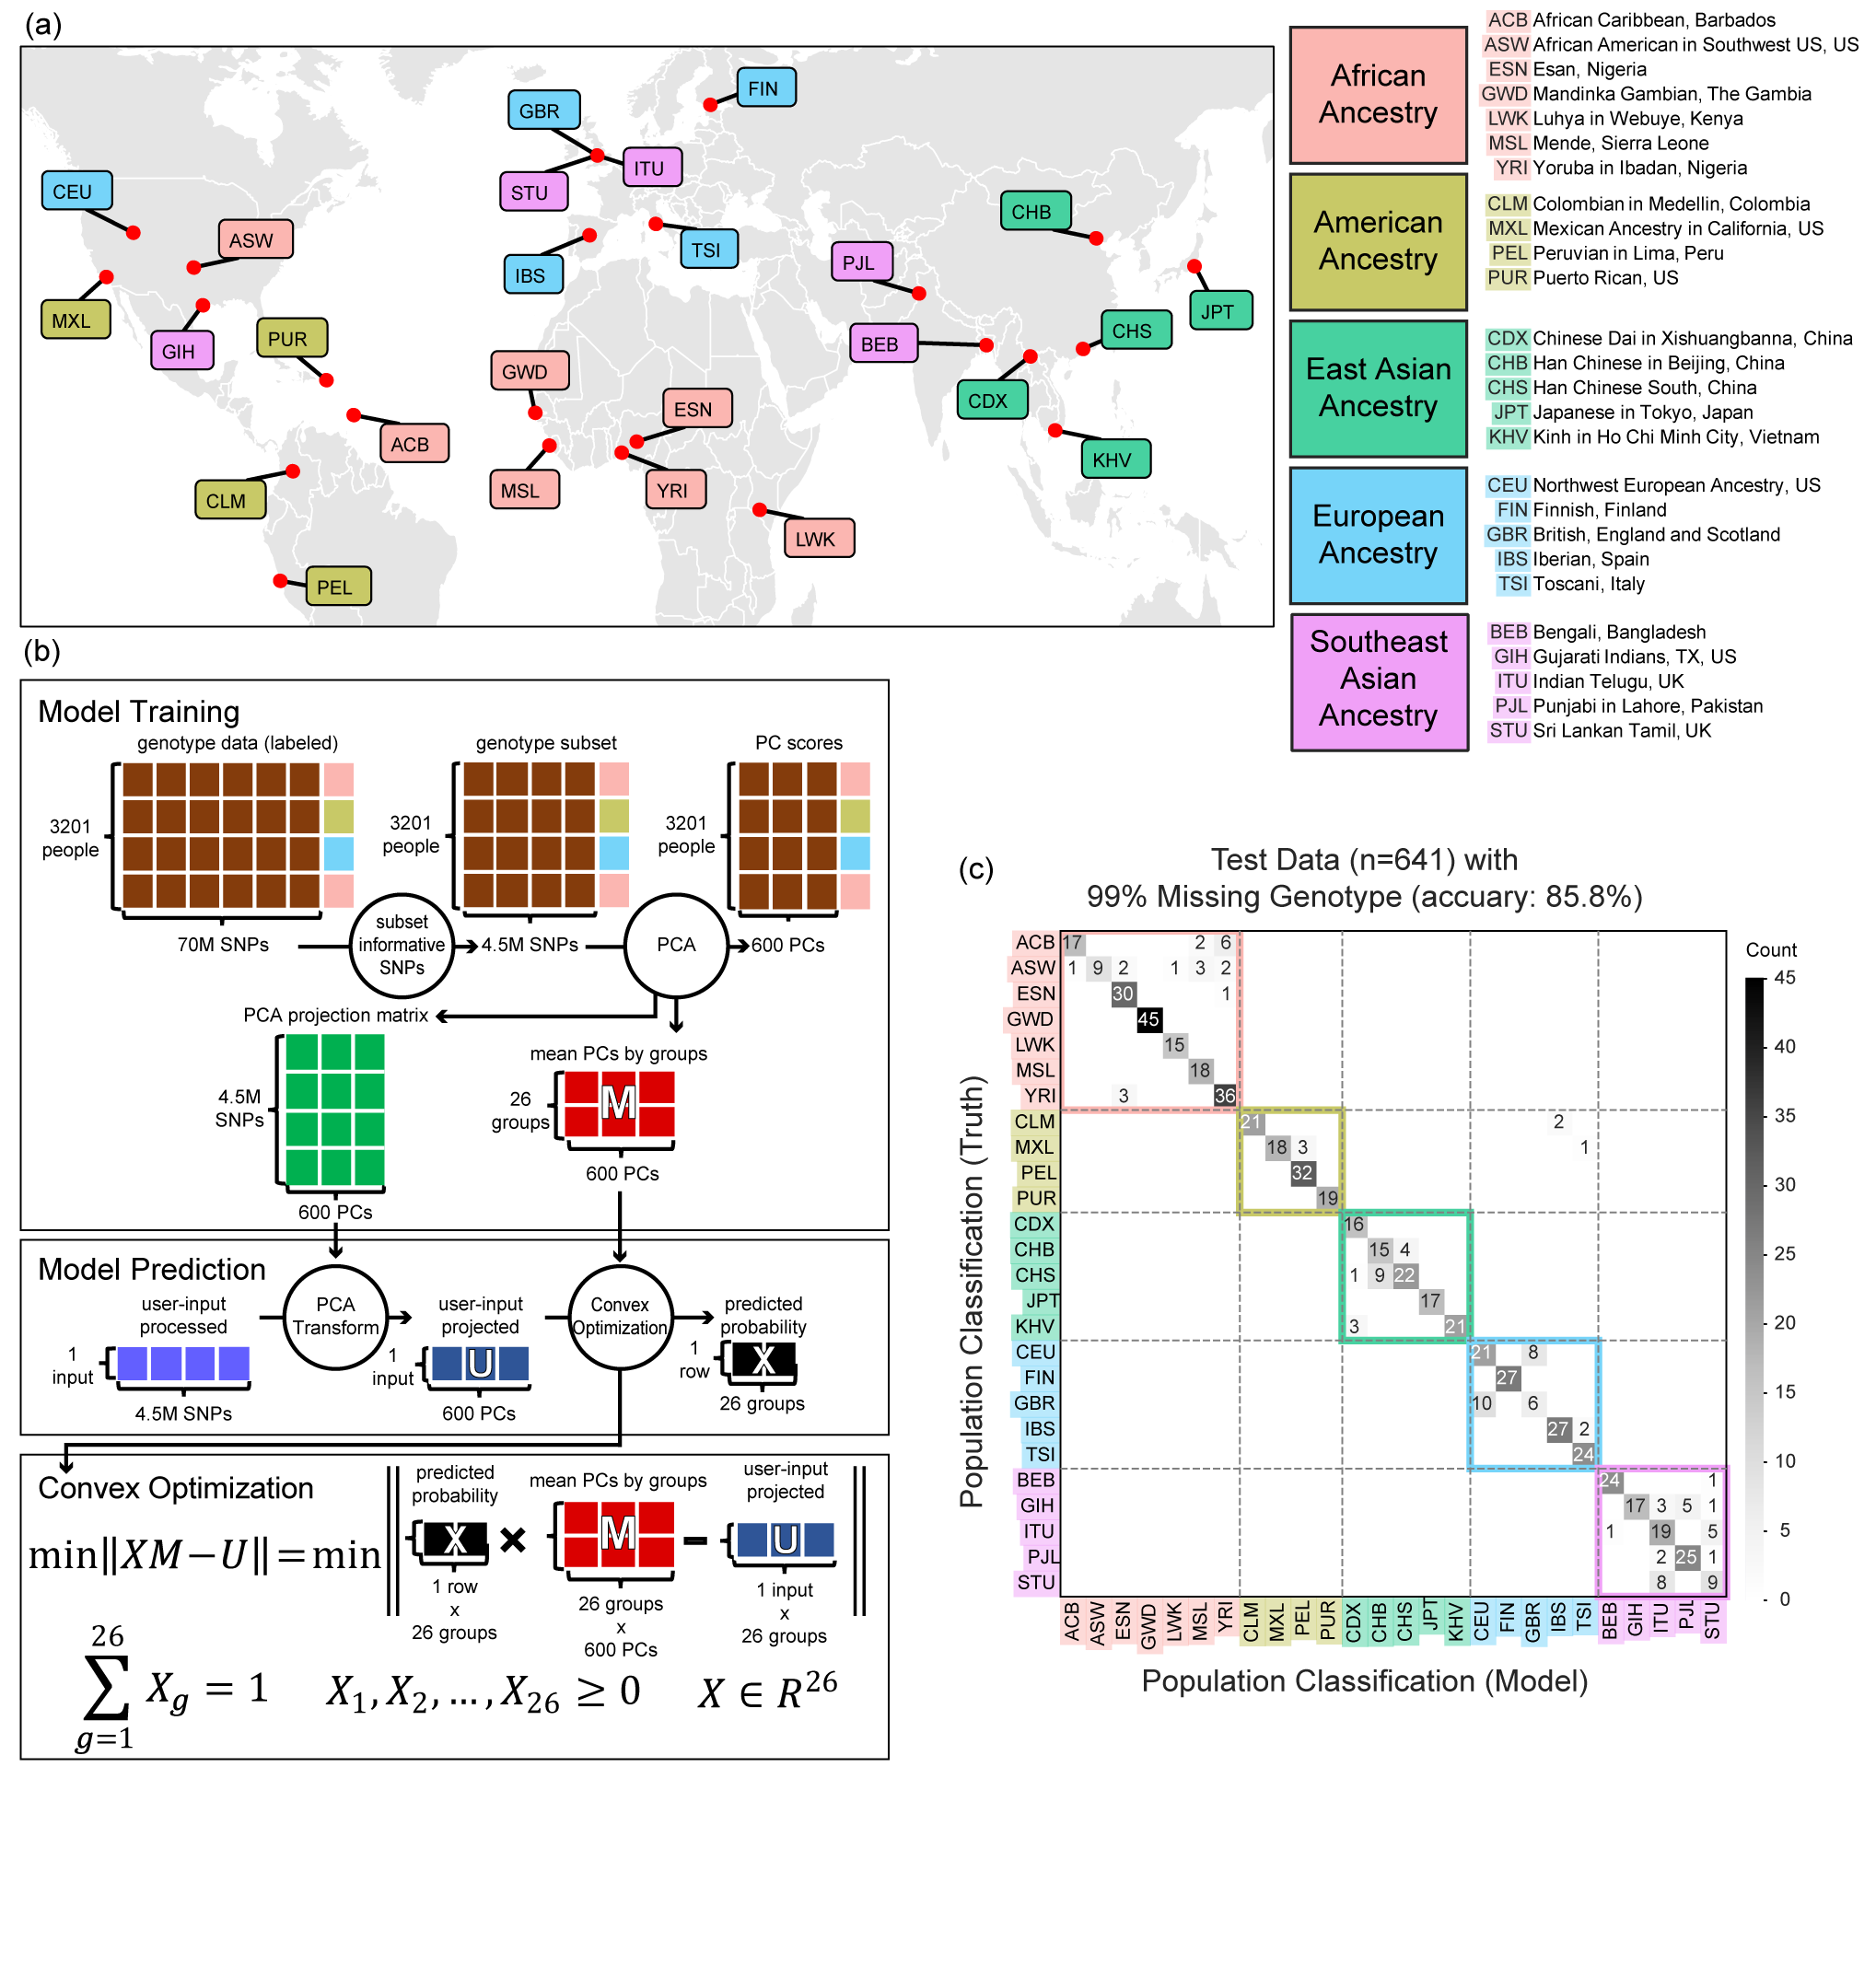 (a)
FIN
GBR
ITU
STU
CEU
ASW
CHB
TSI
IBS
PJL
MXL
GIH
PUR
JPT
CHS
BEB
GWD
CDX
ESN
ACB
KHV
MSL
YRI
CLM
LWK
PEL
African
Ancestry
ACB African Caribbean, Barbados
ASW African American in Southwest US, US
ESN Esan, Nigeria
GWD Mandinka Gambian, The Gambia
LWK Luhya in Webuye, Kenya
MSL Mende, Sierra Leone
YRI Yoruba in Ibadan, Nigeria
American
Ancestry
CLM Colombian in Medellin, Colombia
MXL Mexican Ancestry in California, US
PEL Peruvian in Lima, Peru
PUR Puerto Rican, US
East Asian
Ancestry
CDX Chinese Dai in Xishuangbanna, China
CHB Han Chinese in Beijing, China
CHS Han Chinese South, China
JPT Japanese in Tokyo, Japan
KHV Kinh in Ho Chi Minh City, Vietnam
European
Ancestry
CEU Northwest European Ancestry, US
FIN Finnish, Finland
GBR British, England and Scotland
IBS Iberian, Spain
TSI Toscani, Italy
Southeast
Asian
Ancestry
BEB Bengali, Bangladesh
GIH Gujarati Indians, TX, US
ITU Indian Telugu, UK
PJL Punjabi in Lahore, Pakistan
STU Sri Lankan Tamil, UK
(b)
Model Training
genotype data (labeled)
genotype subset
PC scores
3201
people
3201
people
3201
people
70M SNPs
subset
informative
SNPs
4.5M SNPs
PCA
600 PCs
PCA projection matrix
mean PCs by groups
4.5M
SNPs
26
groups
M
600 PCs
600 PCs
Model Prediction
user-input
processed
PCA
Transform
user-input
projected
Convex
Optimization
predicted
probability
1
input
1
input
U
1
row
X
4.5M SNPs
600 PCs
26 groups
Convex Optimization
predicted
probability
mean PCs by groups
user-input
projected
min‖XM−U‖=min
X
×
M
−
U
1 row
x
26 groups
26 groups
x
600 PCs
1 input
x
26 groups
26
∑ X_g = 1
g=1
X₁, X₂, …, X₂₆ ≥ 0
X ∈ R²⁶
(c)
Test Data (n=641) with
99% Missing Genotype (accuary: 85.8%)
Population Classification (Truth)
ACB 17 2 6
ASW 1 9 2 1 3 2
ESN 30 1
GWD 45
LWK 15
MSL 18
YRI 3 36
CLM 21 2
MXL 18 3 1
PEL 32
PUR 19
CDX 16
CHB 15 4
CHS 1 9 22
JPT 17
KHV 3 21
CEU 21 8
FIN 27
GBR 10 6
IBS 27 2
TSI 24
BEB 24 1
GIH 17 3 5 1
ITU 1 19 5
PJL 2 25 1
STU 8 9
ACB ASW ESN GWD LWK MSL YRI CLM MXL PEL PUR CDX CHB CHS JPT KHV CEU FIN GBR IBS TSI BEB GIH ITU PJL STU
Population Classification (Model)
Count
45
40
35
30
25
20
15
10
5
0